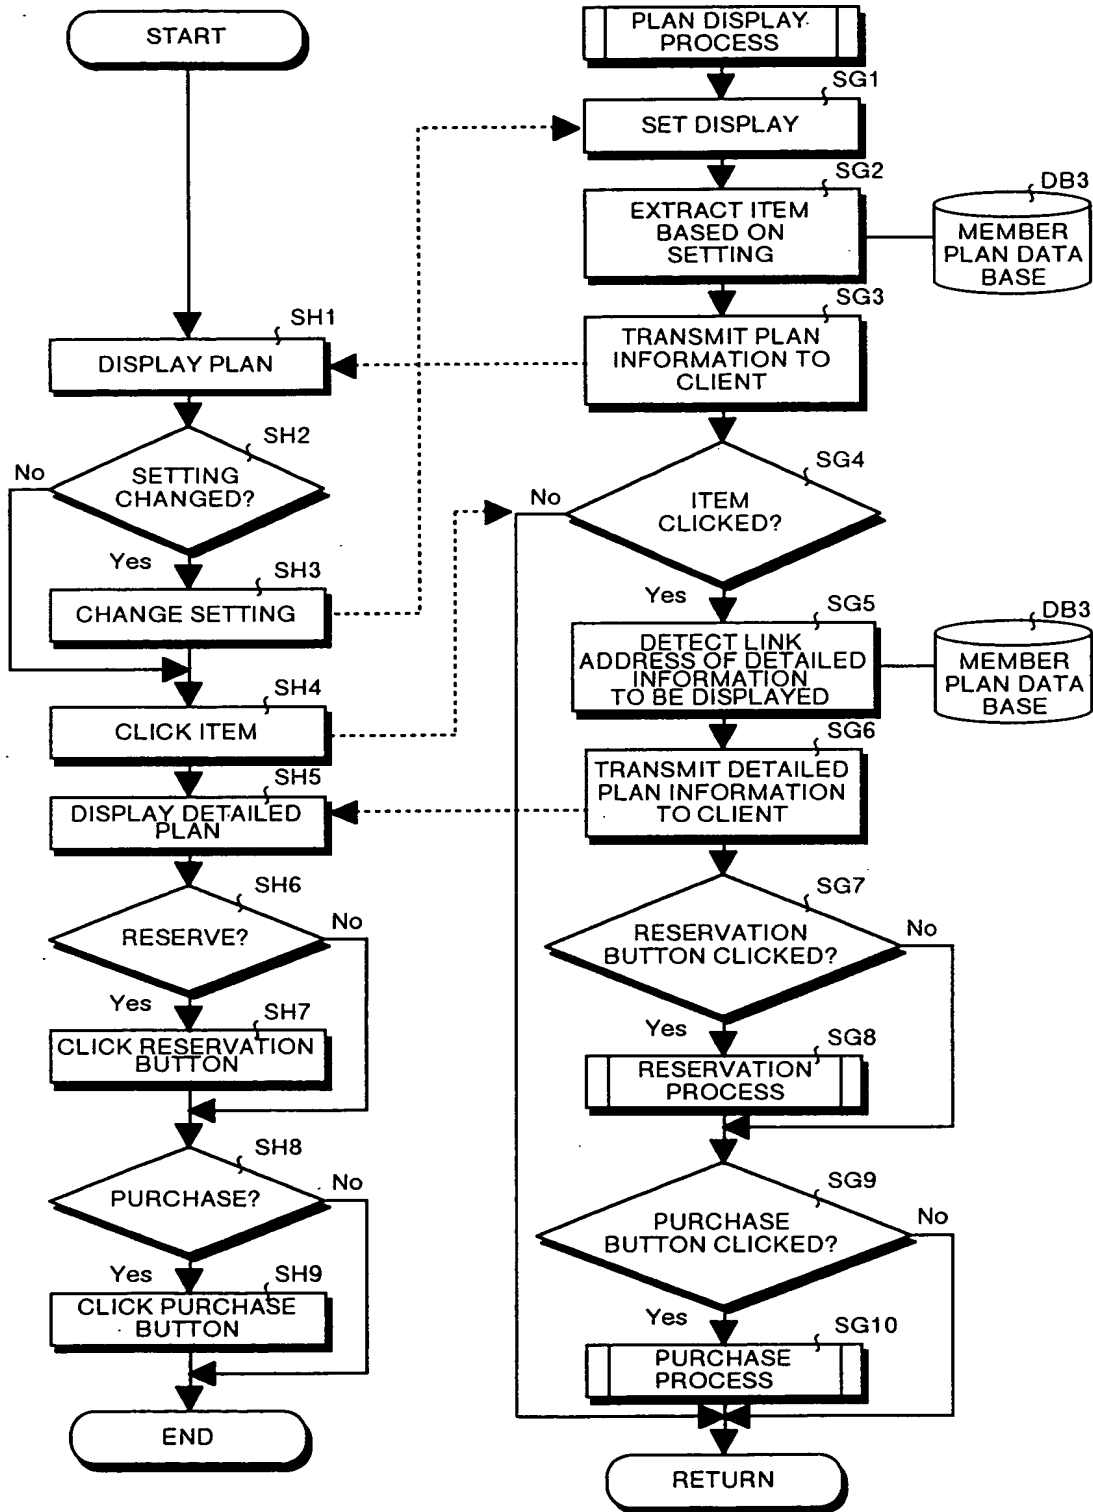 START
SH1
DISPLAY PLAN
SH2
SETTING
CHANGED?
No
Yes
SH3
CHANGE SETTING
SH4
CLICK ITEM
SH5
DISPLAY DETAILED
PLAN
SH6
RESERVE?
No
Yes
SH7
CLICK RESERVATION
BUTTON
SH8
PURCHASE?
No
Yes
SH9
CLICK PURCHASE
BUTTON
END
PLAN DISPLAY
PROCESS
SG1
SET DISPLAY
SG2
EXTRACT ITEM
BASED ON
SETTING
DB3
MEMBER
PLAN DATA
BASE
SG3
TRANSMIT PLAN
INFORMATION TO
CLIENT
SG4
ITEM
CLICKED?
No
Yes
SG5
DETECT LINK
ADDRESS OF DETAILED
INFORMATION
TO BE DISPLAYED
DB3
MEMBER
PLAN DATA
BASE
SG6
TRANSMIT DETAILED
PLAN INFORMATION
TO CLIENT
SG7
RESERVATION
BUTTON CLICKED?
No
Yes
SG8
RESERVATION
PROCESS
SG9
PURCHASE
BUTTON CLICKED?
No
Yes
SG10
PURCHASE
PROCESS
RETURN